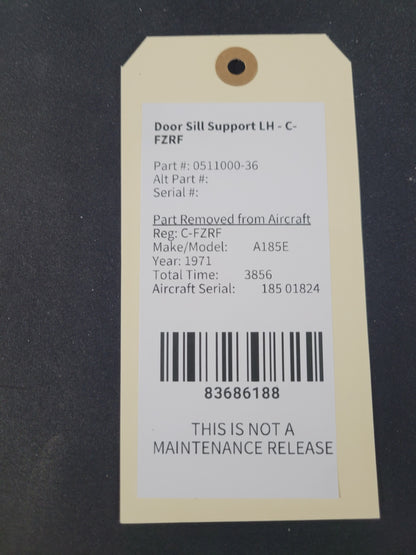 Door Sill Support LH - C-
FZRF
Part #: 0511000-36
Alt Part #:
Serial #:
Part Removed from Aircraft
Reg: C-FZRF
Make/Model: A185E
Year: 1971
Total Time: 3856
Aircraft Serial: 185 01824
83686188
THIS IS NOT A
MAINTENANCE RELEASE